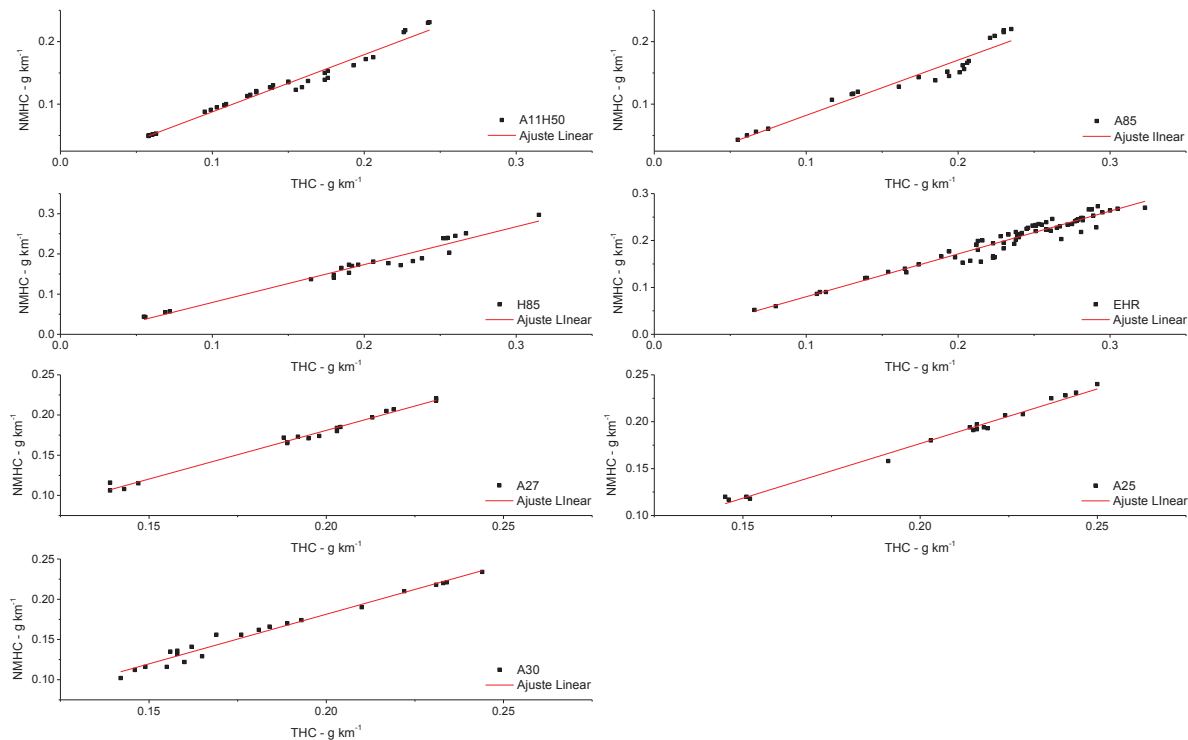 NMHC - g km-1
0.2
0.1
A11H50
Ajuste Linear
0.0 0.1 0.2 0.3
THC - g km-1
NMHC - g km-1
0.2
0.1
A85
Ajuste lInear
0.0 0.1 0.2 0.3
THC - g km-1
NMHC - g km-1
0.3
0.2
0.1
0.0
H85
Ajuste LInear
0.0 0.1 0.2 0.3
THC - g km-1
NMHC - g km-1
0.3
0.2
0.1
0.0
EHR
Ajuste Linear
0.0 0.1 0.2 0.3
THC - g km-1
NMHC - g km-1
0.25
0.20
0.15
0.10
A27
Ajuste LInear
0.15 0.20 0.25
THC - g km-1
NMHC - g km-1
0.25
0.20
0.15
0.10
A25
Ajuste LInear
0.15 0.20 0.25
THC - g km-1
NMHC - g km-1
0.25
0.20
0.15
0.10
A30
Ajuste Linear
0.15 0.20 0.25
THC - g km-1